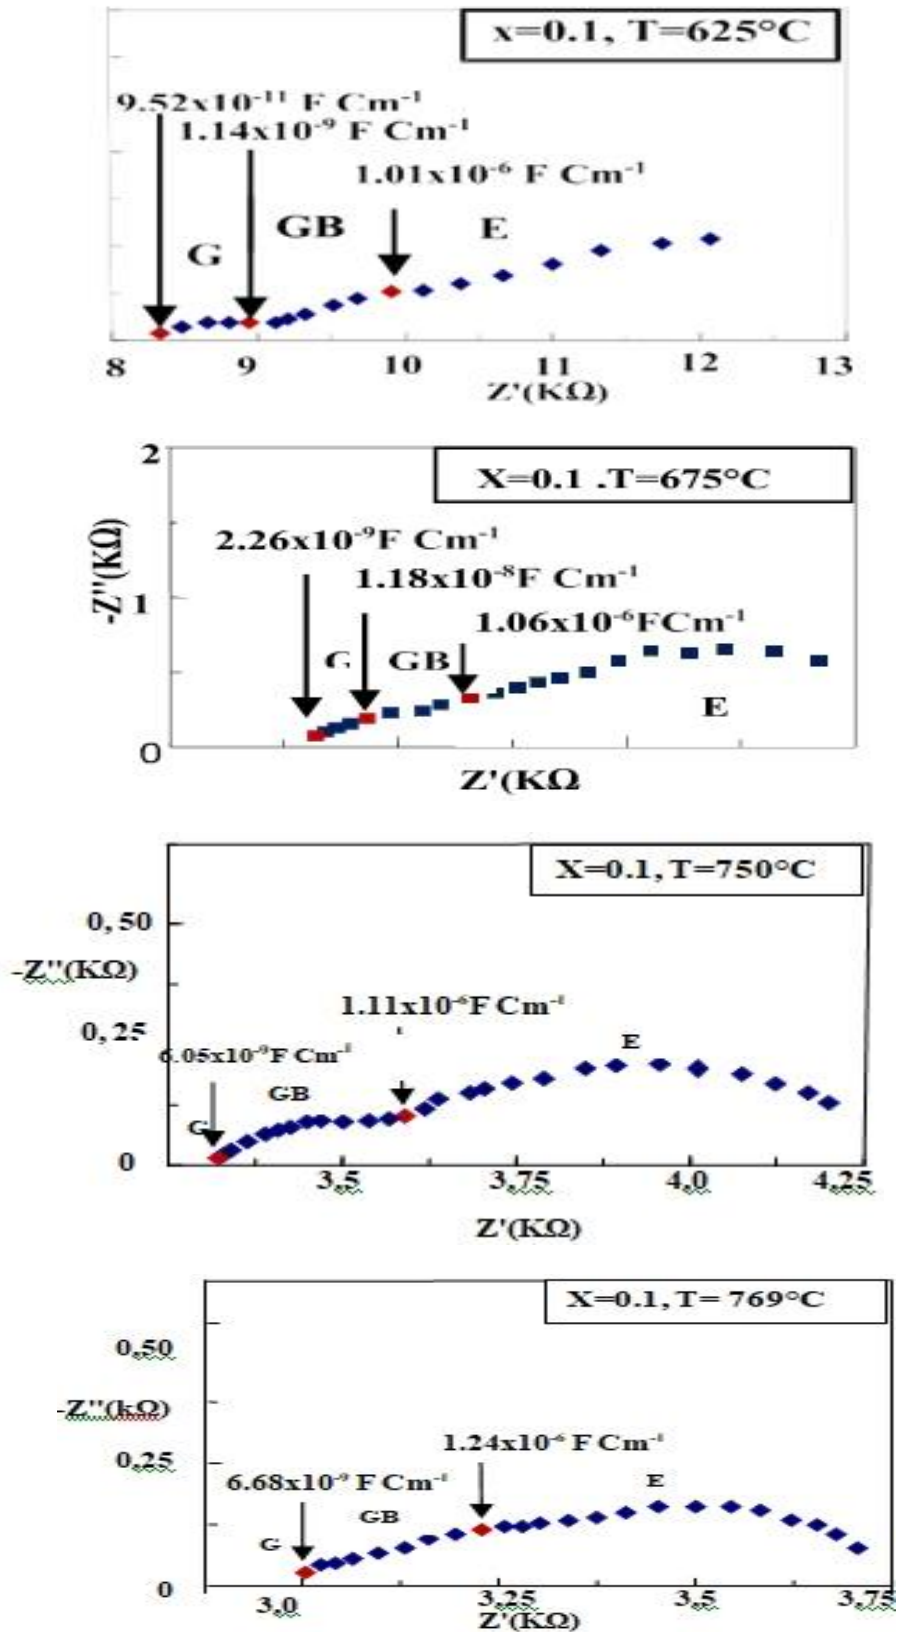 x=0.1, T=625°C
9.52x10⁻¹¹ F Cm⁻¹
1.14x10⁻⁹ F Cm⁻¹
1.01x10⁻⁶ F Cm⁻¹
G GB E
8 9 10 11 12 13
Z'(KΩ)
2
X=0.1 .T=675°C
2.26x10⁻⁹F Cm⁻¹
1.18x10⁻⁸F Cm⁻¹
-Z''(KΩ)
1
1.06x10⁻⁶FCm⁻¹
G GB
E
0
Z'(KΩ
X=0.1, T=750°C
0,50
-Z''(KΩ)
1.11x10⁻⁶F Cm⁻¹
0,25
E
6.05x10⁻⁹F Cm⁻¹
GB
G
0
3,5 3,75 4,0 4,25
Z'(KΩ)
X=0.1, T= 769°C
0,50
-Z''(kΩ)
1.24x10⁻⁶ F Cm⁻¹
0,25
E
6.68x10⁻⁹ F Cm⁻¹
GB
G
0
3,0 3,25 3,5 3,75
Z'(KΩ)